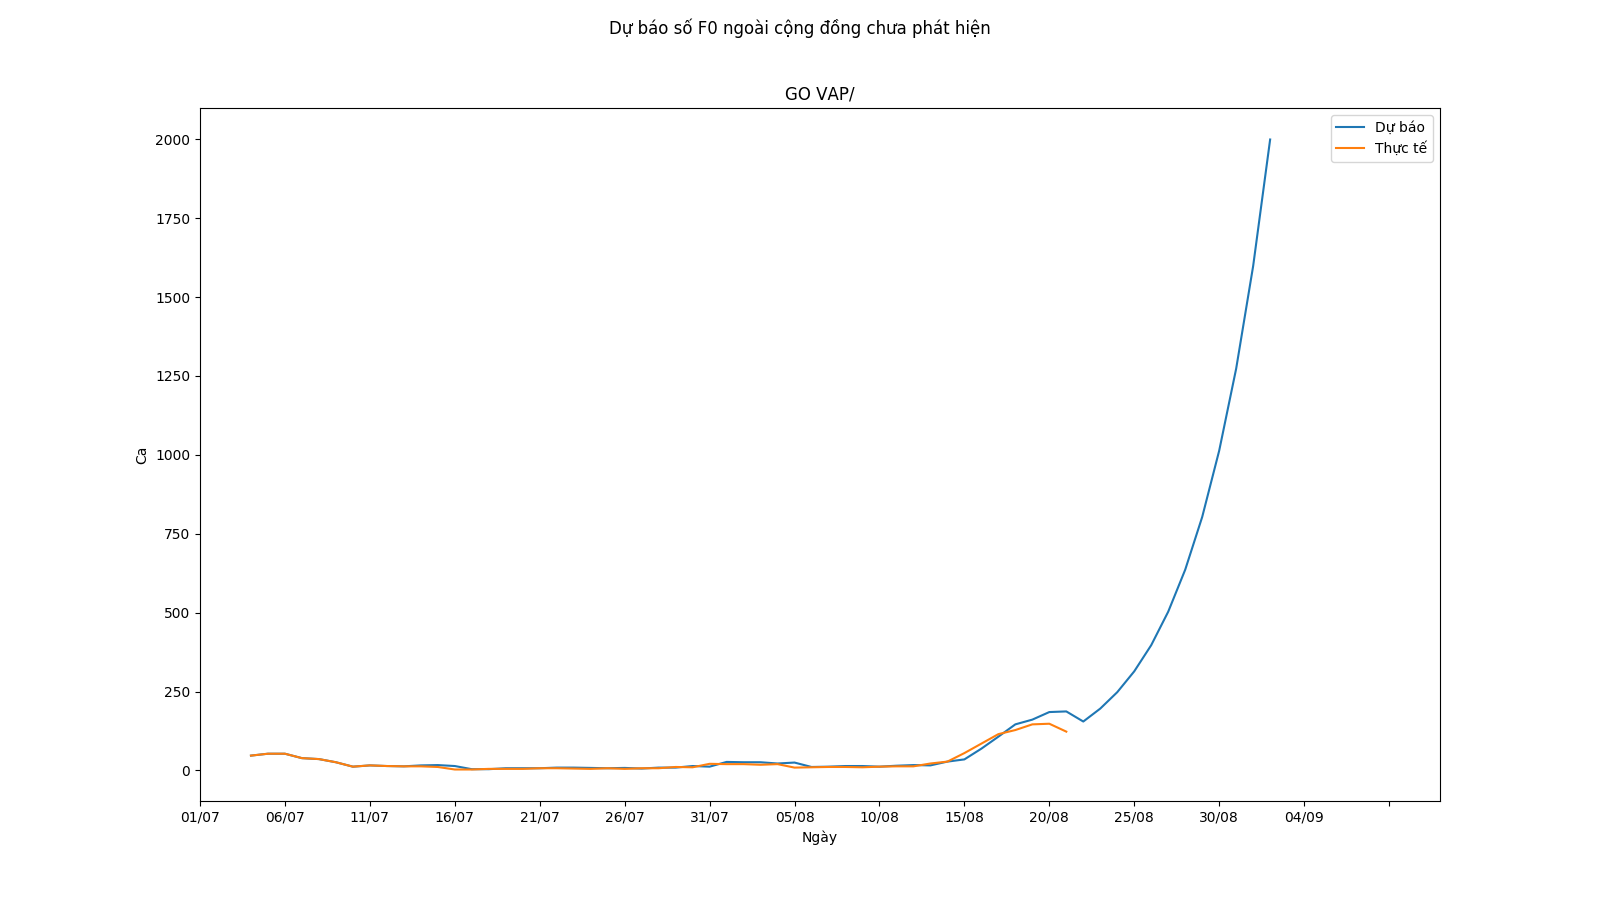 Dự báo số F0 ngoài cộng đồng chưa phát hiện
GO VAP/
Dự báo
Thực tế
2000
1750
1500
1250
1000
750
500
250
0
Ca
01/07 06/07 11/07 16/07 21/07 26/07 31/07 05/08 10/08 15/08 20/08 25/08 30/08 04/09
Ngày